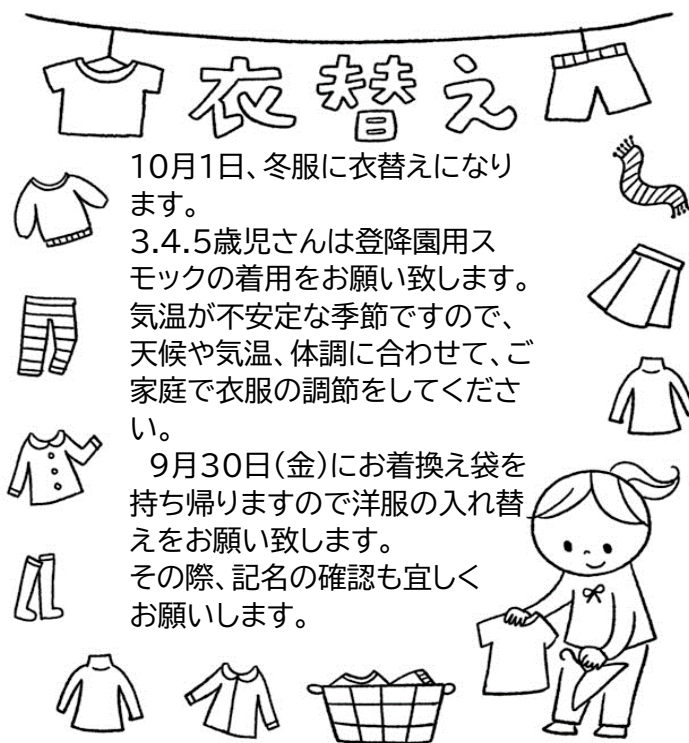 衣替え
10月1日、冬服に衣替えになり
ます。
3.4.5歳児さんは登降園用ス
モックの着用をお願い致します。
気温が不安定な季節ですので、
天候や気温、体調に合わせて、ご
家庭で衣服の調節をしてくださ
い。
　9月30日(金)にお着換え袋を
持ち帰りますので洋服の入れ替
えをお願い致します。
その際、記名の確認も宜しく
お願いします。